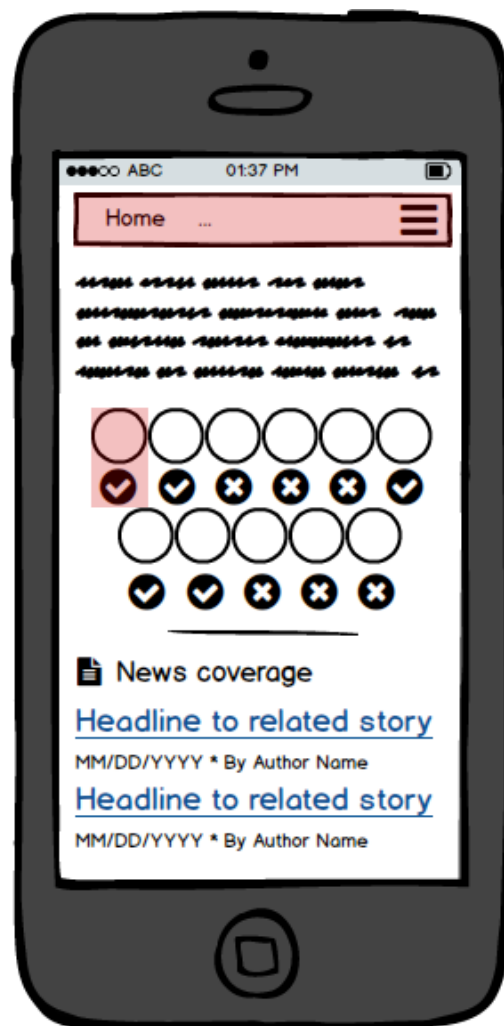 ABC 01:37 PM
Home ...
News coverage
Headline to related story
MM/DD/YYYY * By Author Name
Headline to related story
MM/DD/YYYY * By Author Name